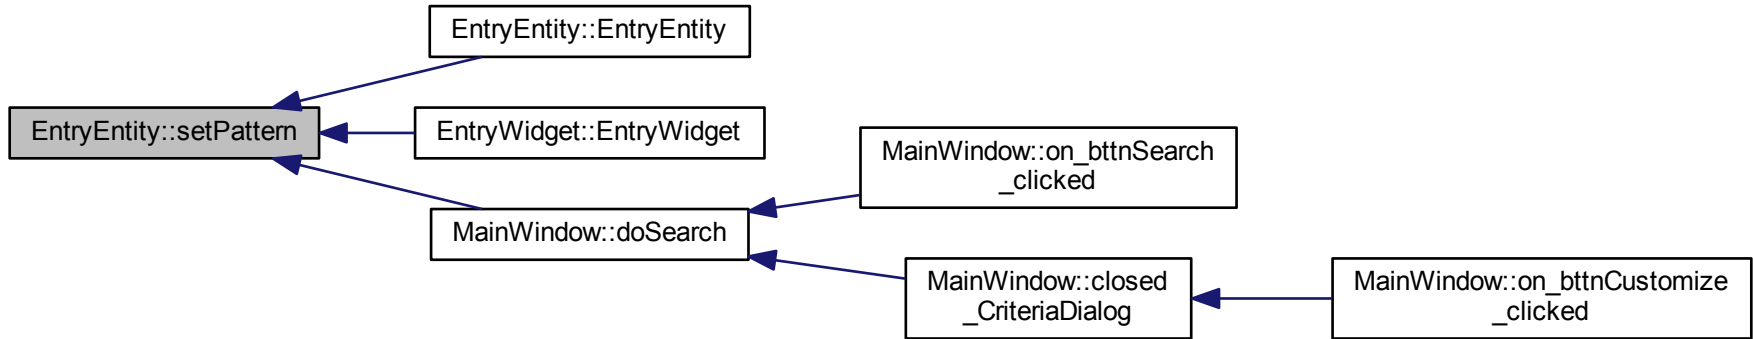 EntryEntity::EntryEntity
EntryEntity::setPattern
EntryWidget::EntryWidget
MainWindow::doSearch
MainWindow::on_bttnSearch
_clicked
MainWindow::closed
_CriteriaDialog
MainWindow::on_bttnCustomize
_clicked